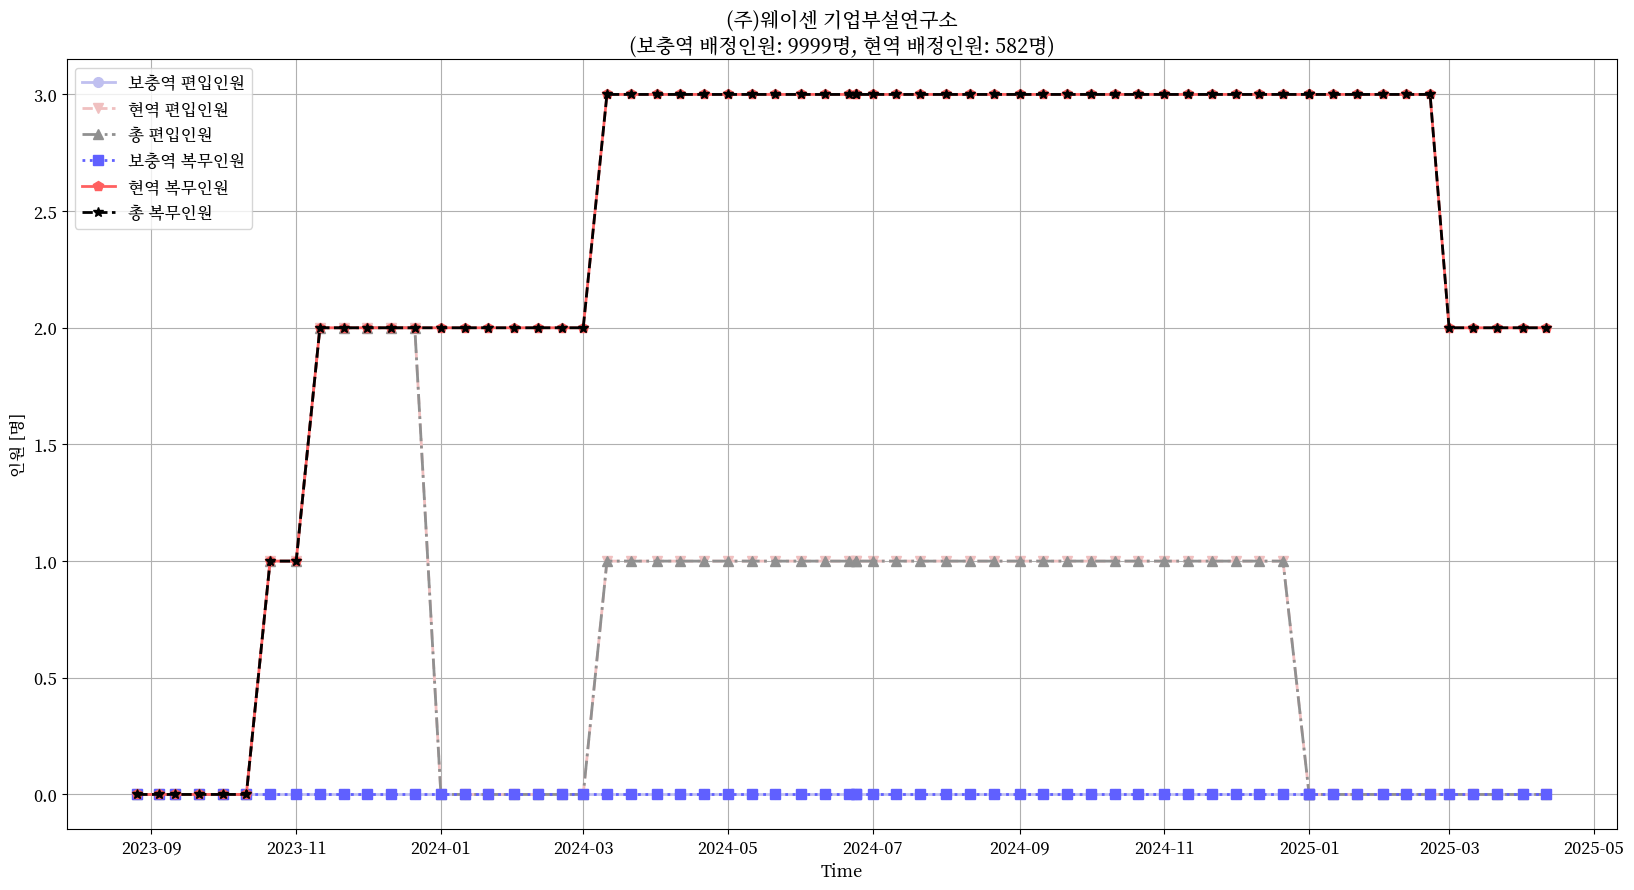 (주)웨이센 기업부설연구소
(보충역 배정인원: 9999명, 현역 배정인원: 582명)
보충역 편입인원
현역 편입인원
총 편입인원
보충역 복무인원
현역 복무인원
총 복무인원
인원 [명]
3.0
2.5
2.0
1.5
1.0
0.5
0.0
2023-09
2023-11
2024-01
2024-03
2024-05
2024-07
2024-09
2024-11
2025-01
2025-03
2025-05
Time